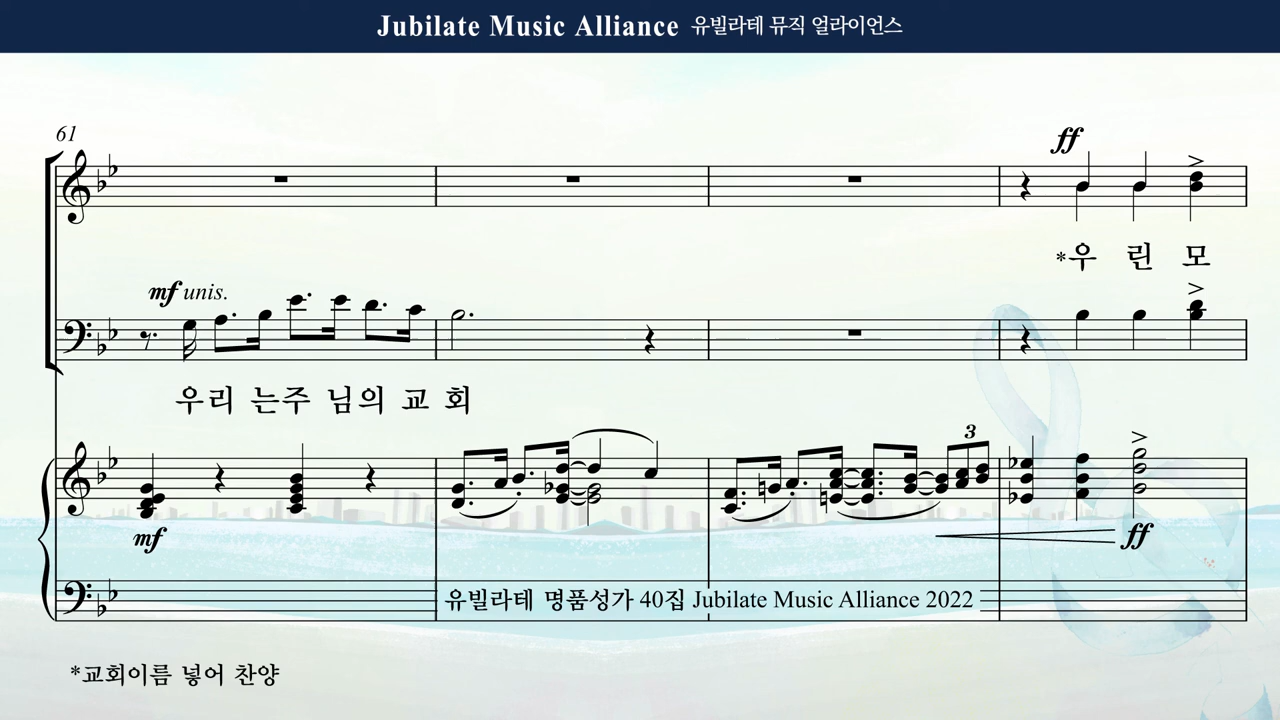 Jubilate Music Alliance 유빌라테 뮤직 얼라이언스
61
ff
*우 린 모
mf unis.
우리 는주 님의 교 회
3
mf
ff
유빌라테 명품성가 40집 Jubilate Music Alliance 2022
*교회이름 넣어 찬양